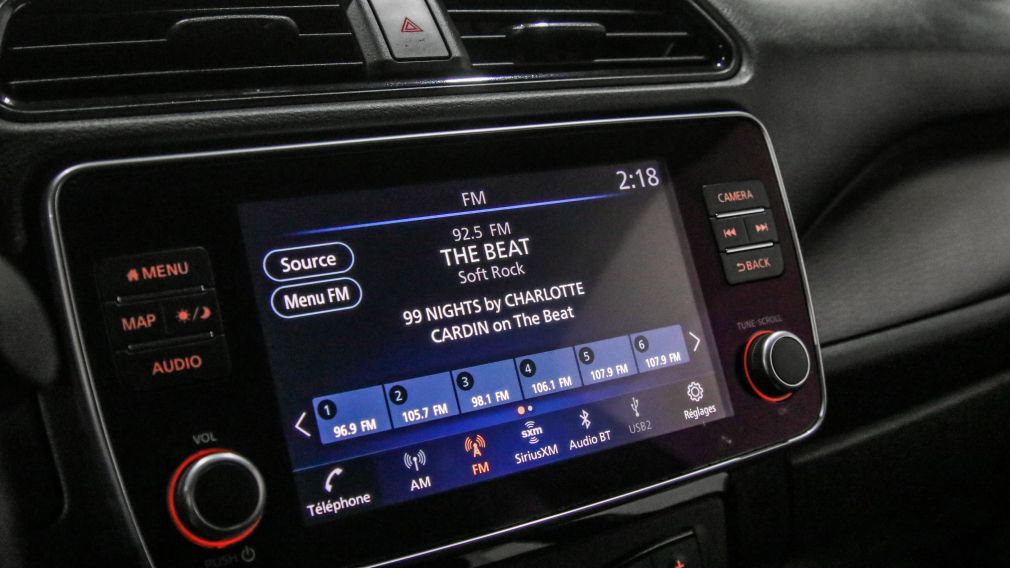 FM
2:18
92.5 FM
THE BEAT
Soft Rock
Source
Menu FM
99 NIGHTS by CHARLOTTE
CARDIN on The Beat
1 96.9 FM
2 105.7 FM
3 98.1 FM
4 106.1 FM
5 107.9 FM
6 107.9 FM
Téléphone
AM
FM
sxm
SiriusXM
Audio BT
USB2
Réglages
MENU
MAP
AUDIO
VOL
PUSH
CAMERA
BACK
TUNE·SCROLL